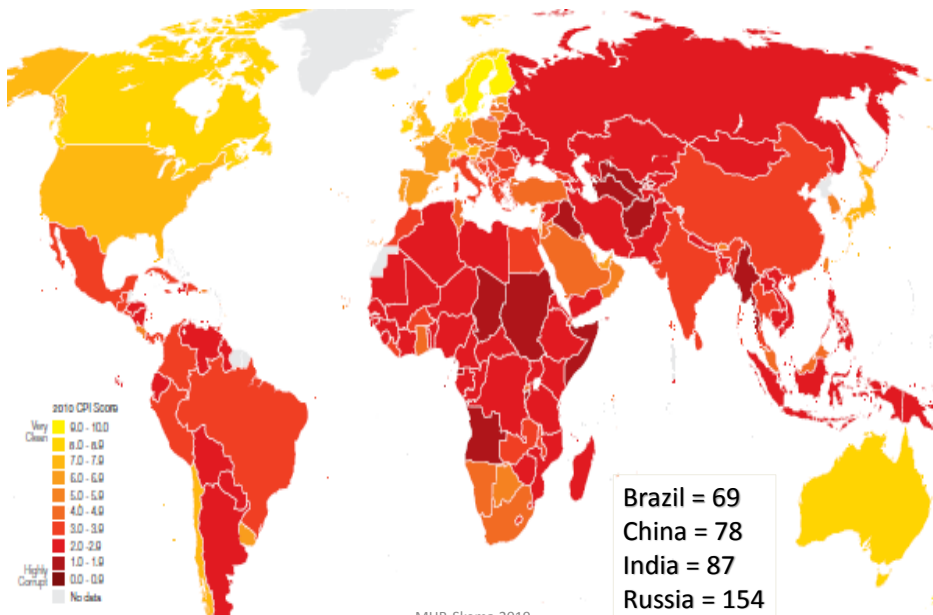 2010 CPI Score
Very
Clean
9.0 - 10.0
8.0 - 8.9
7.0 - 7.9
6.0 - 6.9
5.0 - 5.9
4.0 - 4.9
3.0 - 3.9
2.0 - 2.9
1.0 - 1.9
0.0 - 0.9
Highly
Corrupt
No data
Brazil = 69
China = 78
India = 87
Russia = 154